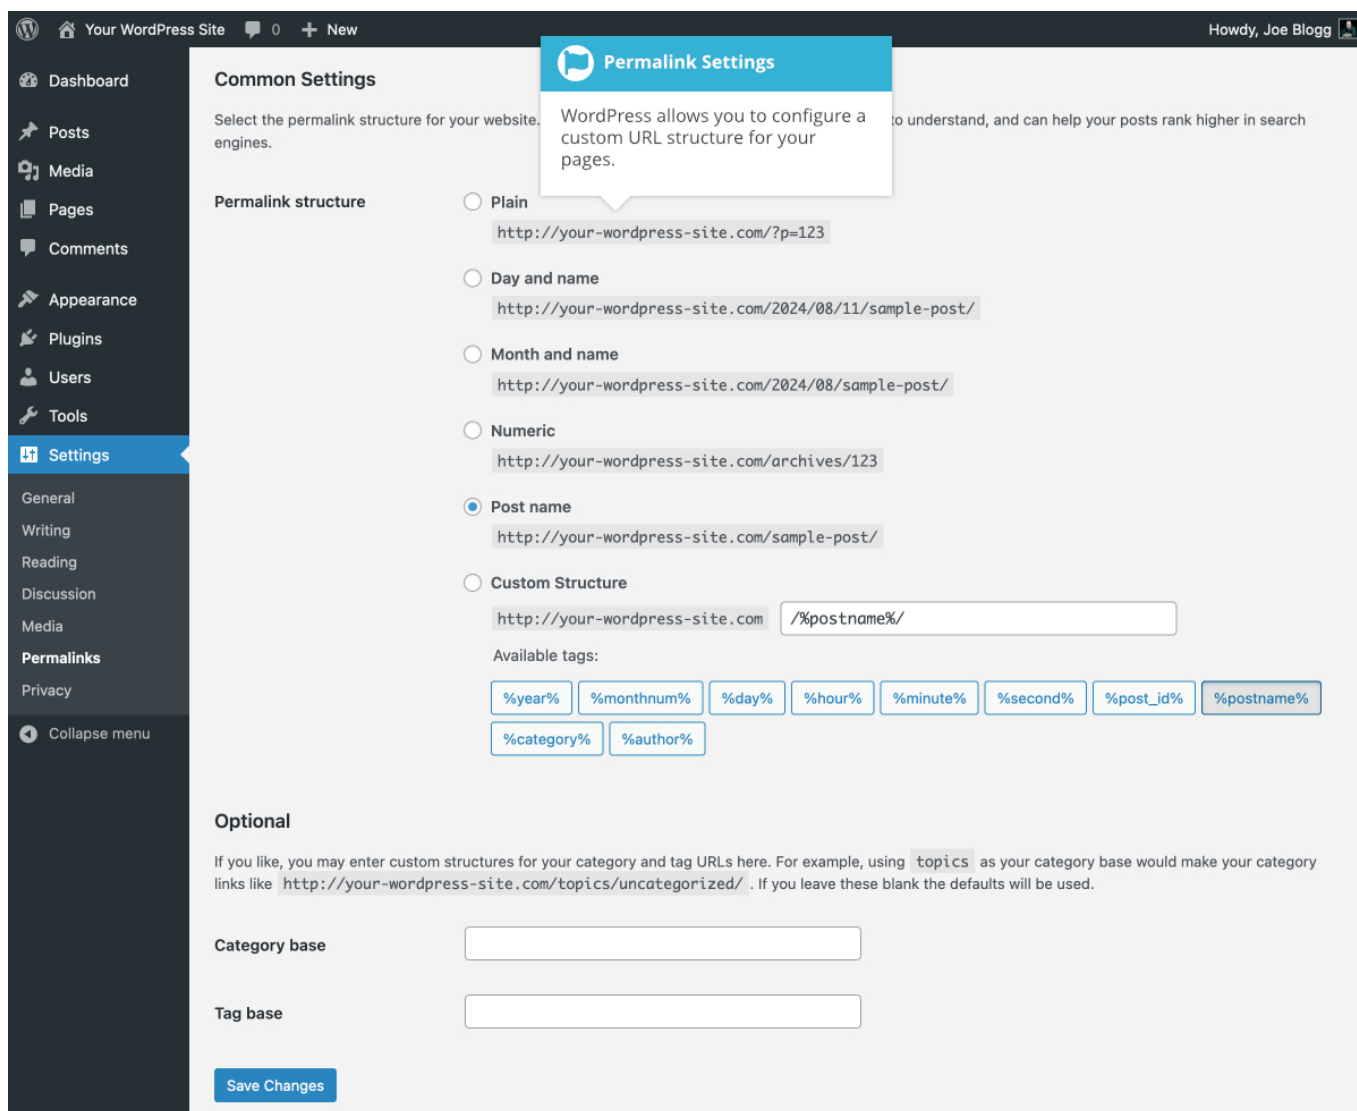 Your WordPress Site 0 New Howdy, Joe Blogg
Dashboard
Posts
Media
Pages
Comments
Appearance
Plugins
Users
Tools
Settings
General
Writing
Reading
Discussion
Media
Permalinks
Privacy
Collapse menu
Permalink Settings
WordPress allows you to configure a
custom URL structure for your
pages.
Common Settings
Select the permalink structure for your website. to understand, and can help your posts rank higher in search
engines.
Permalink structure
Plain
http://your-wordpress-site.com/?p=123
Day and name
http://your-wordpress-site.com/2024/08/11/sample-post/
Month and name
http://your-wordpress-site.com/2024/08/sample-post/
Numeric
http://your-wordpress-site.com/archives/123
Post name
http://your-wordpress-site.com/sample-post/
Custom Structure
http://your-wordpress-site.com /%postname%/
Available tags:
%year% %monthnum% %day% %hour% %minute% %second% %post_id% %postname%
%category% %author%
Optional
If you like, you may enter custom structures for your category and tag URLs here. For example, using topics as your category base would make your category
links like http://your-wordpress-site.com/topics/uncategorized/ . If you leave these blank the defaults will be used.
Category base
Tag base
Save Changes